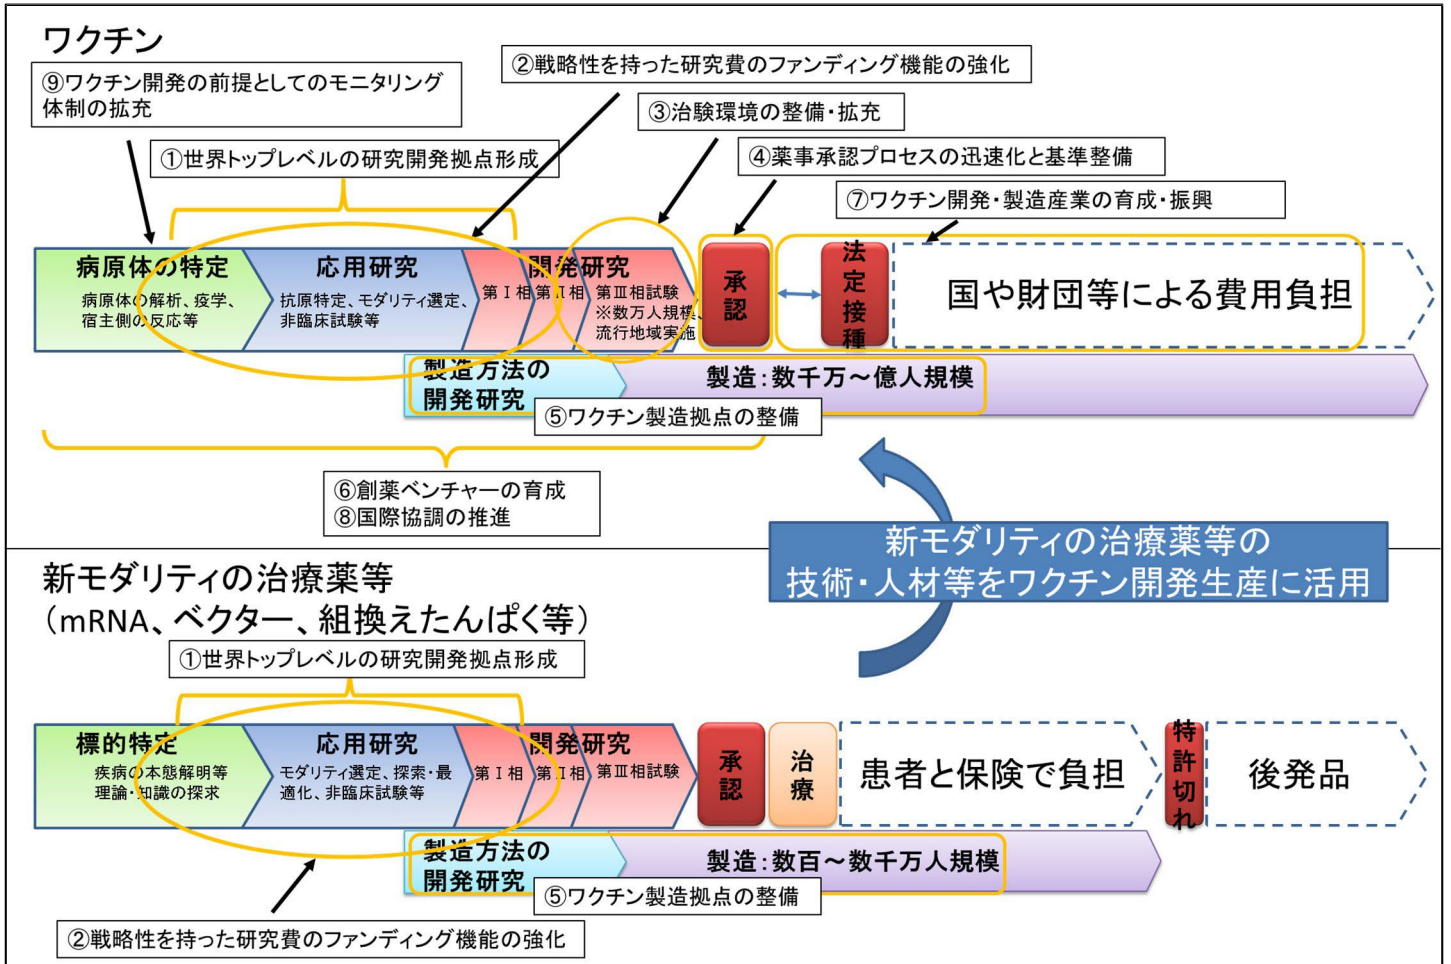 ワクチン
⑨ワクチン開発の前提としてのモニタリング
体制の拡充
②戦略性を持った研究費のファンディング機能の強化
③治験環境の整備・拡充
①世界トップレベルの研究開発拠点形成
④薬事承認プロセスの迅速化と基準整備
⑦ワクチン開発・製造産業の育成・振興
病原体の特定
病原体の解析、疫学、
宿主側の反応等
応用研究
抗原特定、モダリティ選定、
非臨床試験等
開発研究
第Ⅰ相
第Ⅱ相
第Ⅲ相試験
※数万人規模、
流行地域実施
承認
法定接種
国や財団等による費用負担
製造方法の
開発研究
製造：数千万～億人規模
⑤ワクチン製造拠点の整備
⑥創薬ベンチャーの育成
⑧国際協調の推進
新モダリティの治療薬等の
技術・人材等をワクチン開発生産に活用
新モダリティの治療薬等
（mRNA、ベクター、組換えたんぱく等）
①世界トップレベルの研究開発拠点形成
標的特定
疾病の本態解明等
理論・知識の探求
応用研究
モダリティ選定、探索・最
適化、非臨床試験等
開発研究
第Ⅰ相
第Ⅱ相
第Ⅲ相試験
承認
治療
患者と保険で負担
特許切れ
後発品
製造方法の
開発研究
製造：数百～数千万人規模
⑤ワクチン製造拠点の整備
②戦略性を持った研究費のファンディング機能の強化